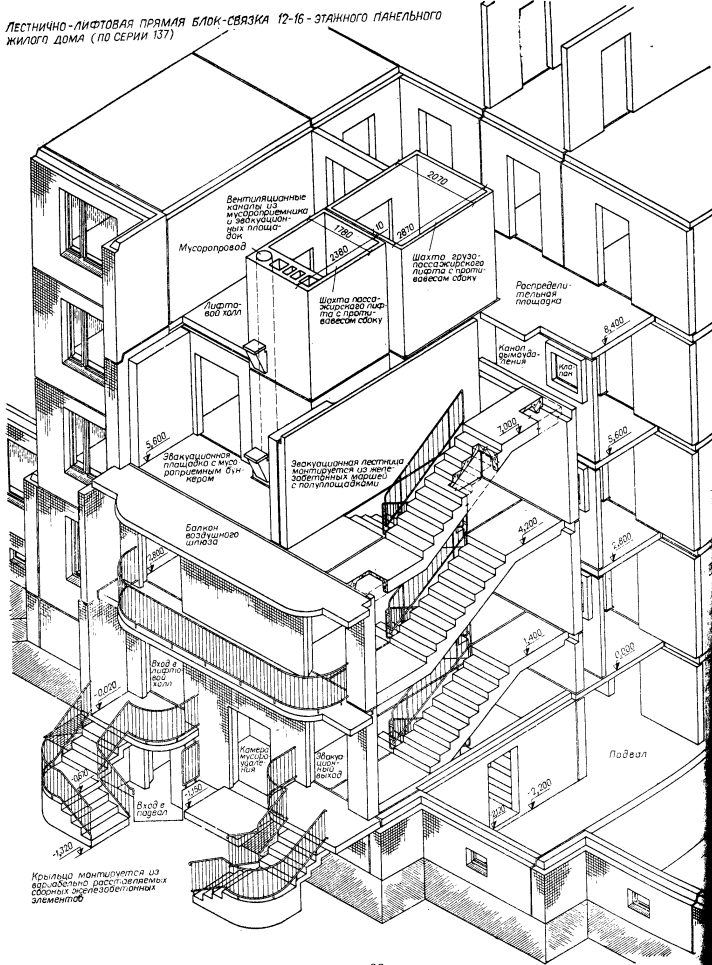 ЛЕСТНИЧНО-ЛИФТОВАЯ ПРЯМАЯ БЛОК-СВЯЗКА 12-16-ЭТАЖНОГО ПАНЕЛЬНОГО
ЖИЛОГО ДОМА (ПО СЕРИИ 137)
Вентиляционные
каналы из
мусороприемника
и эвакуацион-
ных площа-
док
Мусоропровод
2070
1780
2380
2870
Шахта грузо-
пассажирского
лифта с проти-
вавесом сбоку
Шахта пасса-
жирского лиф-
та с проти-
вавесом сбоку
Лифто-
вой холл
Распредели-
тельная
площадка
8,400
Канал
дымоуда-
ления
Кла-
пан
7,000
5,600
5,600
Эвакуационная
площадка с мусо-
роприемным бун-
кером
Эвакуационная лестница
монтируется из желе-
зобетонных маршей
с полуплощадками
Балкон
воздушного
шлюза
4,200
2,800
2,800
1,400
0,000
Вход в
лифто-
вой
холл
-0,020
Камера
мусоро-
удале-
ния
Эваку-
ацион-
ный
выход
Подвал
-0,670
Вход в
подвал
-1,150
2,170
-2,200
-1,320
Крыльцо монтируется из
вариабельно расставляемых
сборных железобетонных
элементов